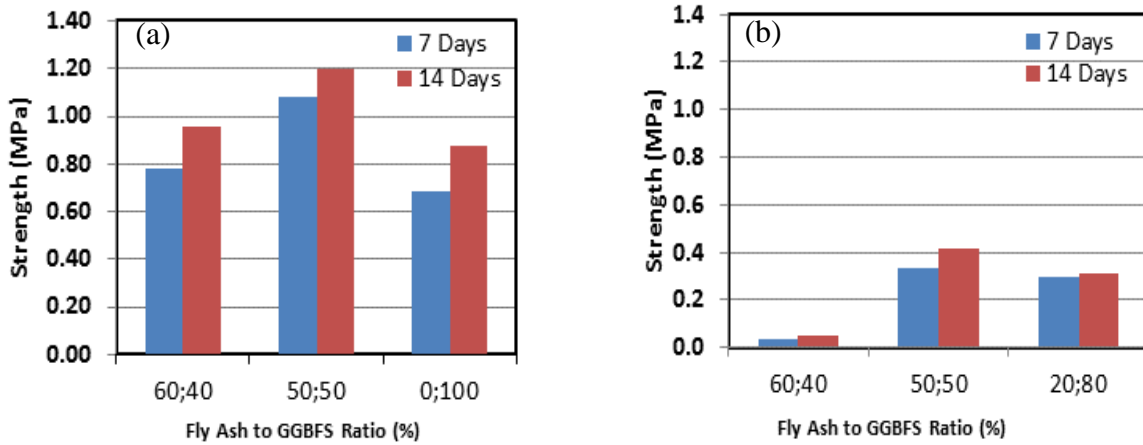 (a)
7 Days
14 Days
1.40
1.20
1.00
0.80
0.60
0.40
0.20
0.00
Strength (MPa)
60;40 50;50 0;100
Fly Ash to GGBFS Ratio (%)
(b)
7 Days
14 Days
1.4
1.2
1.0
0.8
0.6
0.4
0.2
0.0
Strength (MPa)
60;40 50;50 20;80
Fly Ash to GGBFS Ratio (%)